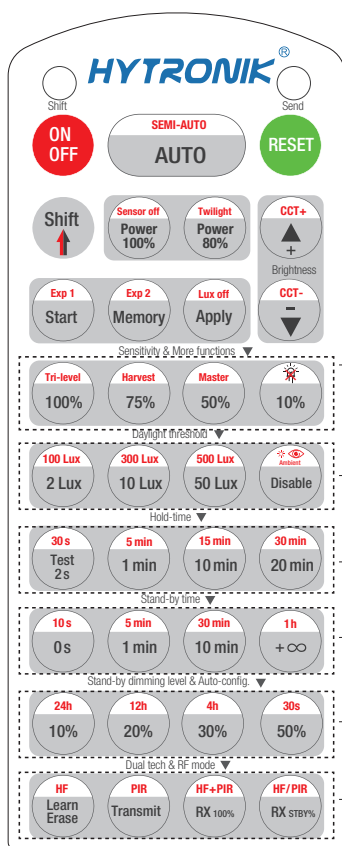 HYTRONIK®
Shift
Send
ON
OFF
SEMI-AUTO
AUTO
RESET
Shift
Sensor off
Power
100%
Twilight
Power
80%
CCT+
+
Brightness
CCT-
-
Exp 1
Start
Exp 2
Memory
Lux off
Apply
Sensitivity & More functions
Tri-level
100%
Harvest
75%
Master
50%
10%
Daylight threshold
100 Lux
2 Lux
300 Lux
10 Lux
500 Lux
50 Lux
Ambient
Disable
Hold-time
30 s
Test
2 s
5 min
1 min
15 min
10 min
30 min
20 min
Stand-by time
10 s
0 s
5 min
1 min
30 min
10 min
1 h
+ ∞
Stand-by dimming level & Auto-config.
24h
10%
12h
20%
4h
30%
30s
50%
Dual tech & RF mode
HF
Learn
Erase
PIR
Transmit
HF+PIR
RX 100%
HF/PIR
RX STBY%